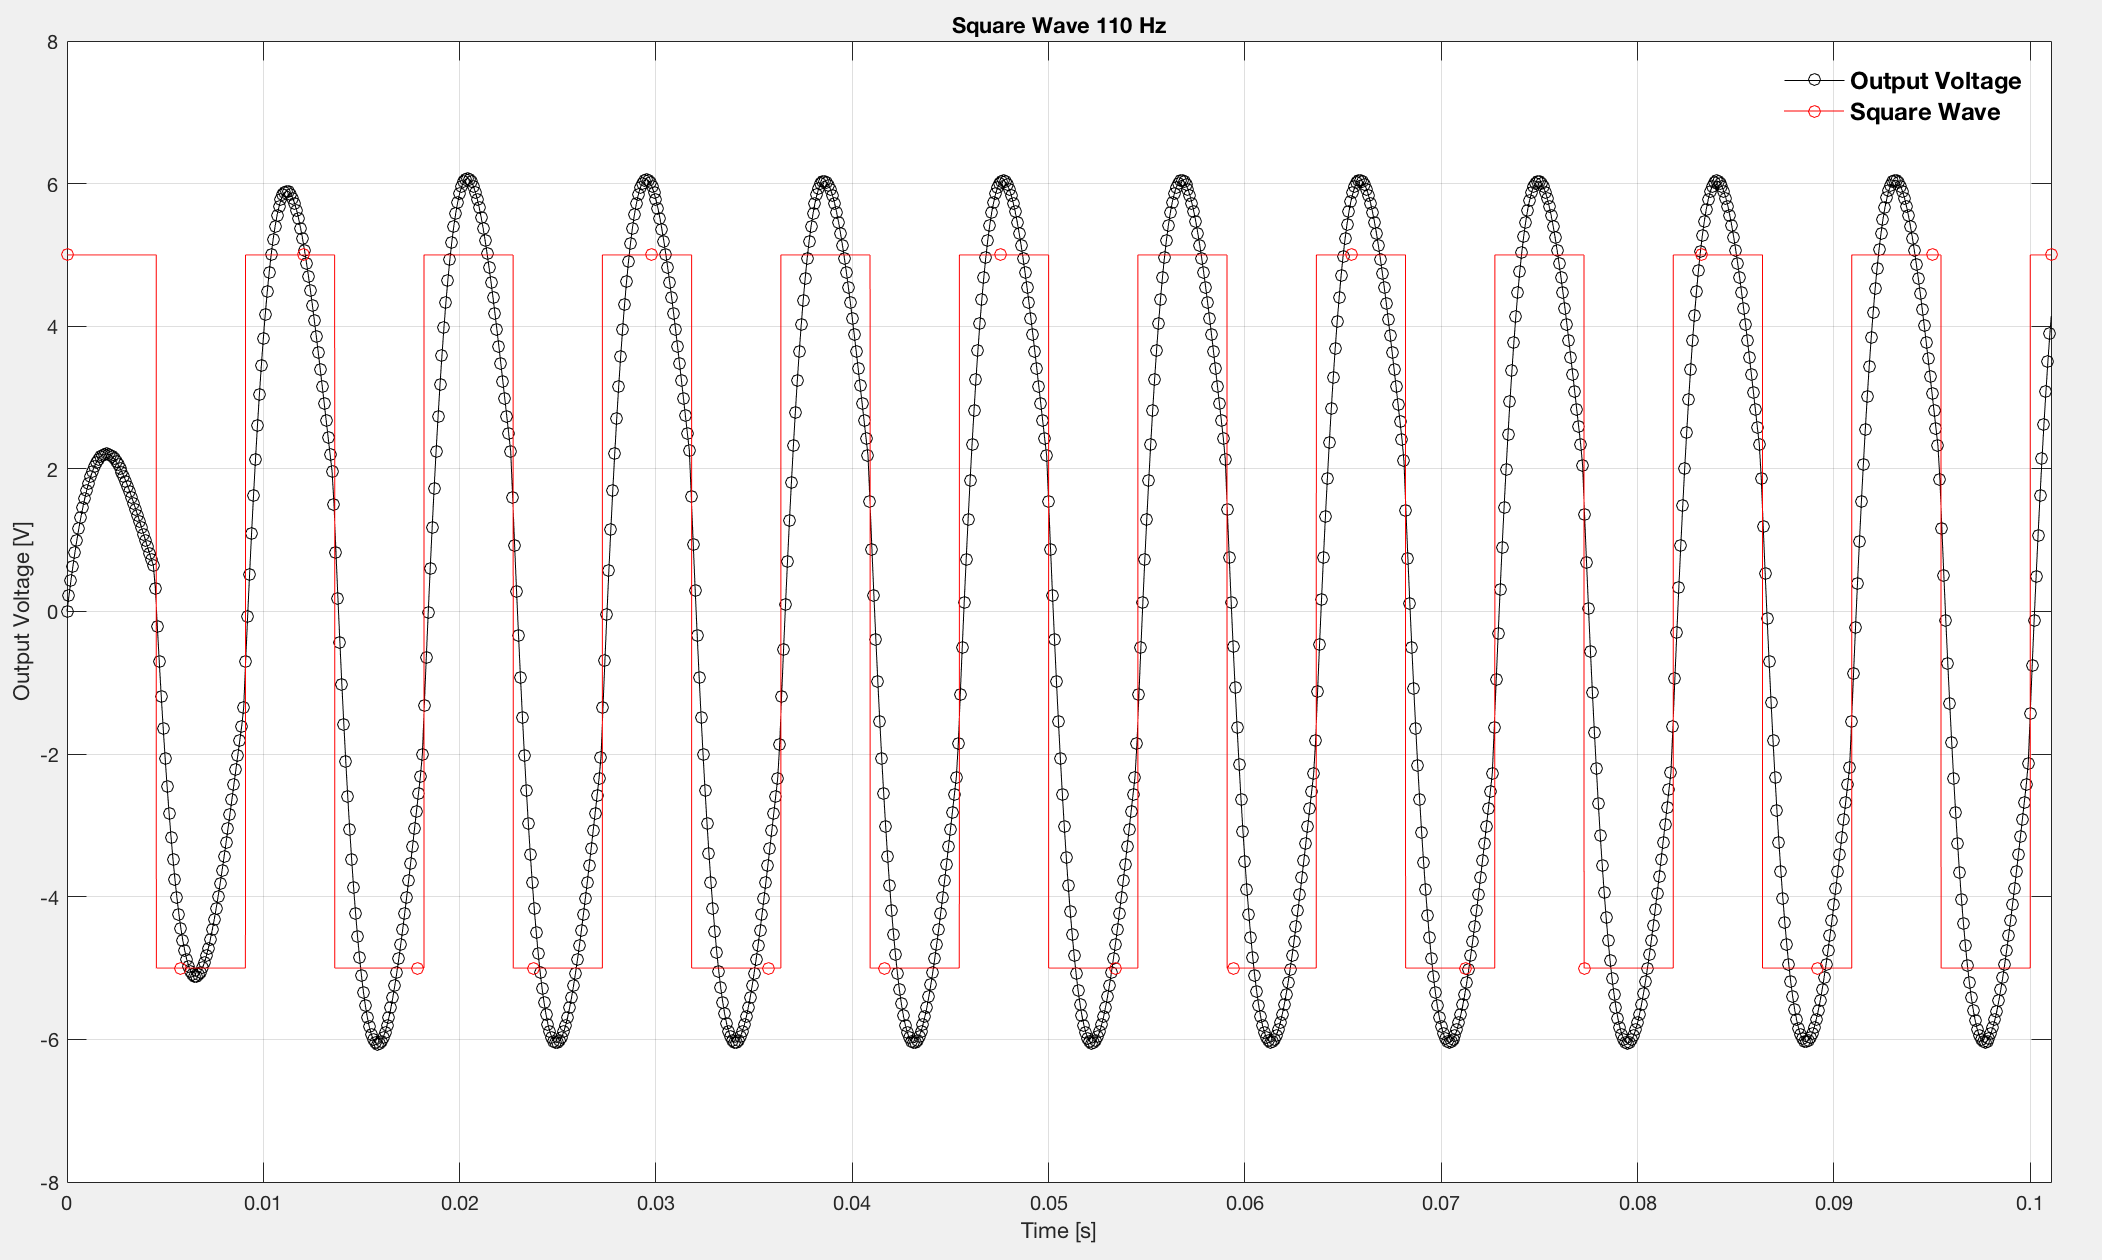 Square Wave 110 Hz
8
6
4
2
0
-2
-4
-6
-8
Output Voltage [V]
Output Voltage
Square Wave
0 0.01 0.02 0.03 0.04 0.05 0.06 0.07 0.08 0.09 0.1
Time [s]